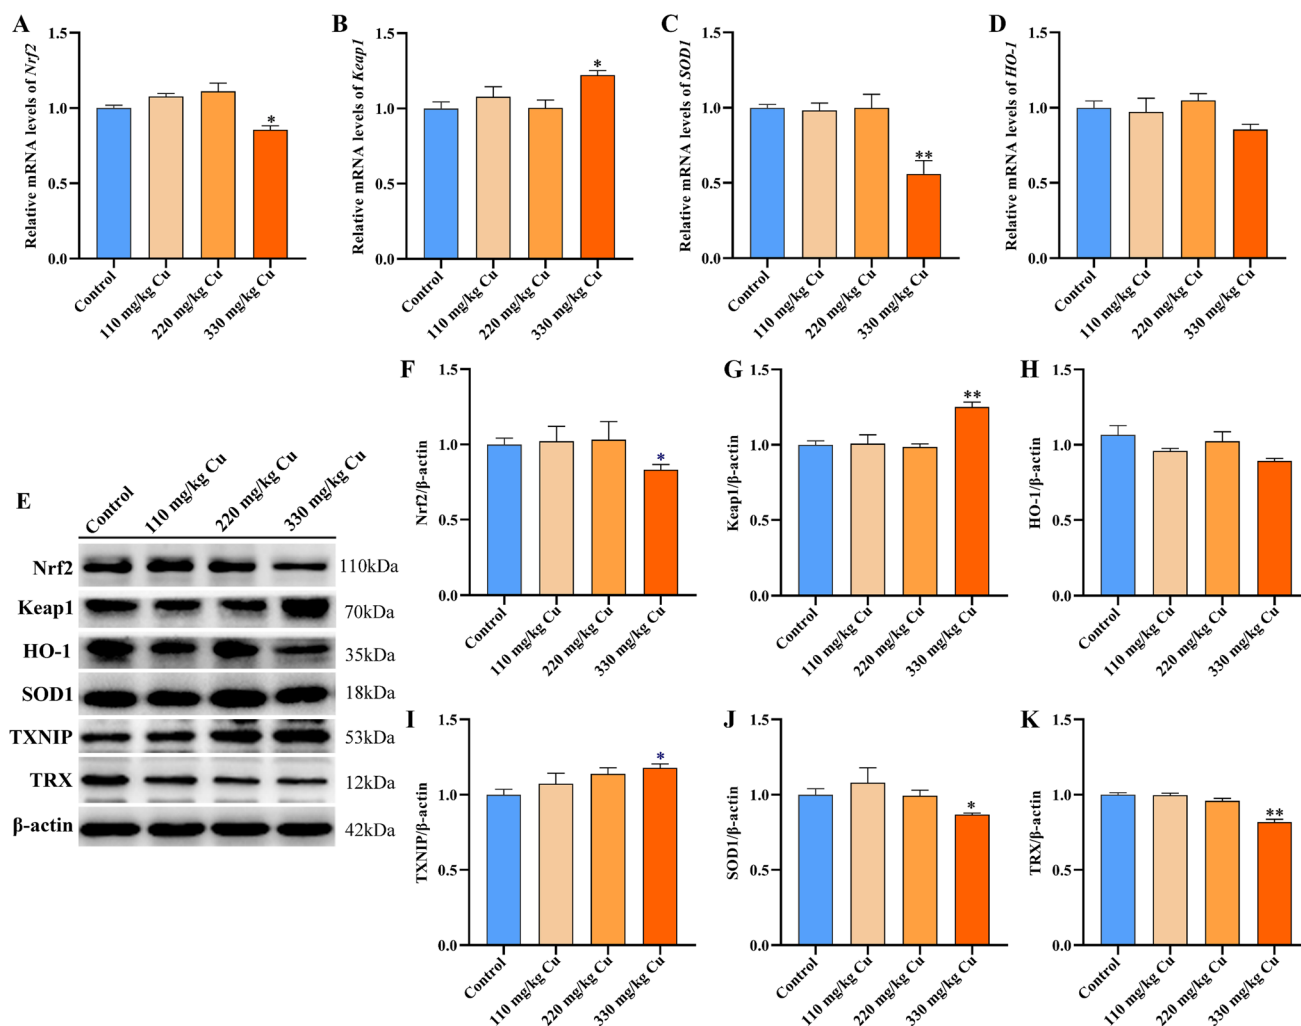 A
Relative mRNA levels of Nrf2
1.5
1.0
0.5
0.0
*
Control
110 mg/kg Cu
220 mg/kg Cu
330 mg/kg Cu
B
Relative mRNA levels of Keap1
1.5
1.0
0.5
0.0
*
Control
110 mg/kg Cu
220 mg/kg Cu
330 mg/kg Cu
C
Relative mRNA levels of SOD1
1.5
1.0
0.5
0.0
**
Control
110 mg/kg Cu
220 mg/kg Cu
330 mg/kg Cu
D
Relative mRNA levels of HO-1
1.5
1.0
0.5
0.0
Control
110 mg/kg Cu
220 mg/kg Cu
330 mg/kg Cu
E
Control
110 mg/kg Cu
220 mg/kg Cu
330 mg/kg Cu
Nrf2 110kDa
Keap1 70kDa
HO-1 35kDa
SOD1 18kDa
TXNIP 53kDa
TRX 12kDa
β-actin 42kDa
F
Nrf2/β-actin
1.5
1.0
0.5
0.0
*
Control
110 mg/kg Cu
220 mg/kg Cu
330 mg/kg Cu
G
Keap1/β-actin
1.5
1.0
0.5
0.0
**
Control
110 mg/kg Cu
220 mg/kg Cu
330 mg/kg Cu
H
HO-1/β-actin
1.5
1.0
0.5
0.0
Control
110 mg/kg Cu
220 mg/kg Cu
330 mg/kg Cu
I
TXNIP/β-actin
1.5
1.0
0.5
0.0
*
Control
110 mg/kg Cu
220 mg/kg Cu
330 mg/kg Cu
J
SOD1/β-actin
1.5
1.0
0.5
0.0
*
Control
110 mg/kg Cu
220 mg/kg Cu
330 mg/kg Cu
K
TRX/β-actin
1.5
1.0
0.5
0.0
**
Control
110 mg/kg Cu
220 mg/kg Cu
330 mg/kg Cu